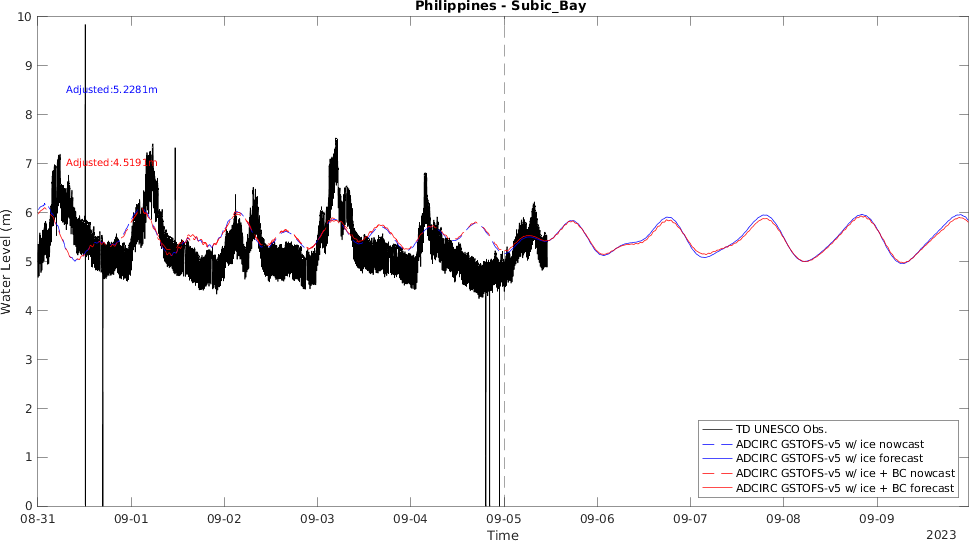 Philippines - Subic_Bay
10
9
8
7
6
5
4
3
2
1
0
Water Level (m)
Adjusted:5.2281m
Adjusted:4.5191m
TD UNESCO Obs.
ADCIRC GSTOFS-v5 w/ ice nowcast
ADCIRC GSTOFS-v5 w/ ice forecast
ADCIRC GSTOFS-v5 w/ ice + BC nowcast
ADCIRC GSTOFS-v5 w/ ice + BC forecast
08-31 09-01 09-02 09-03 09-04 09-05 09-06 09-07 09-08 09-09
Time
2023